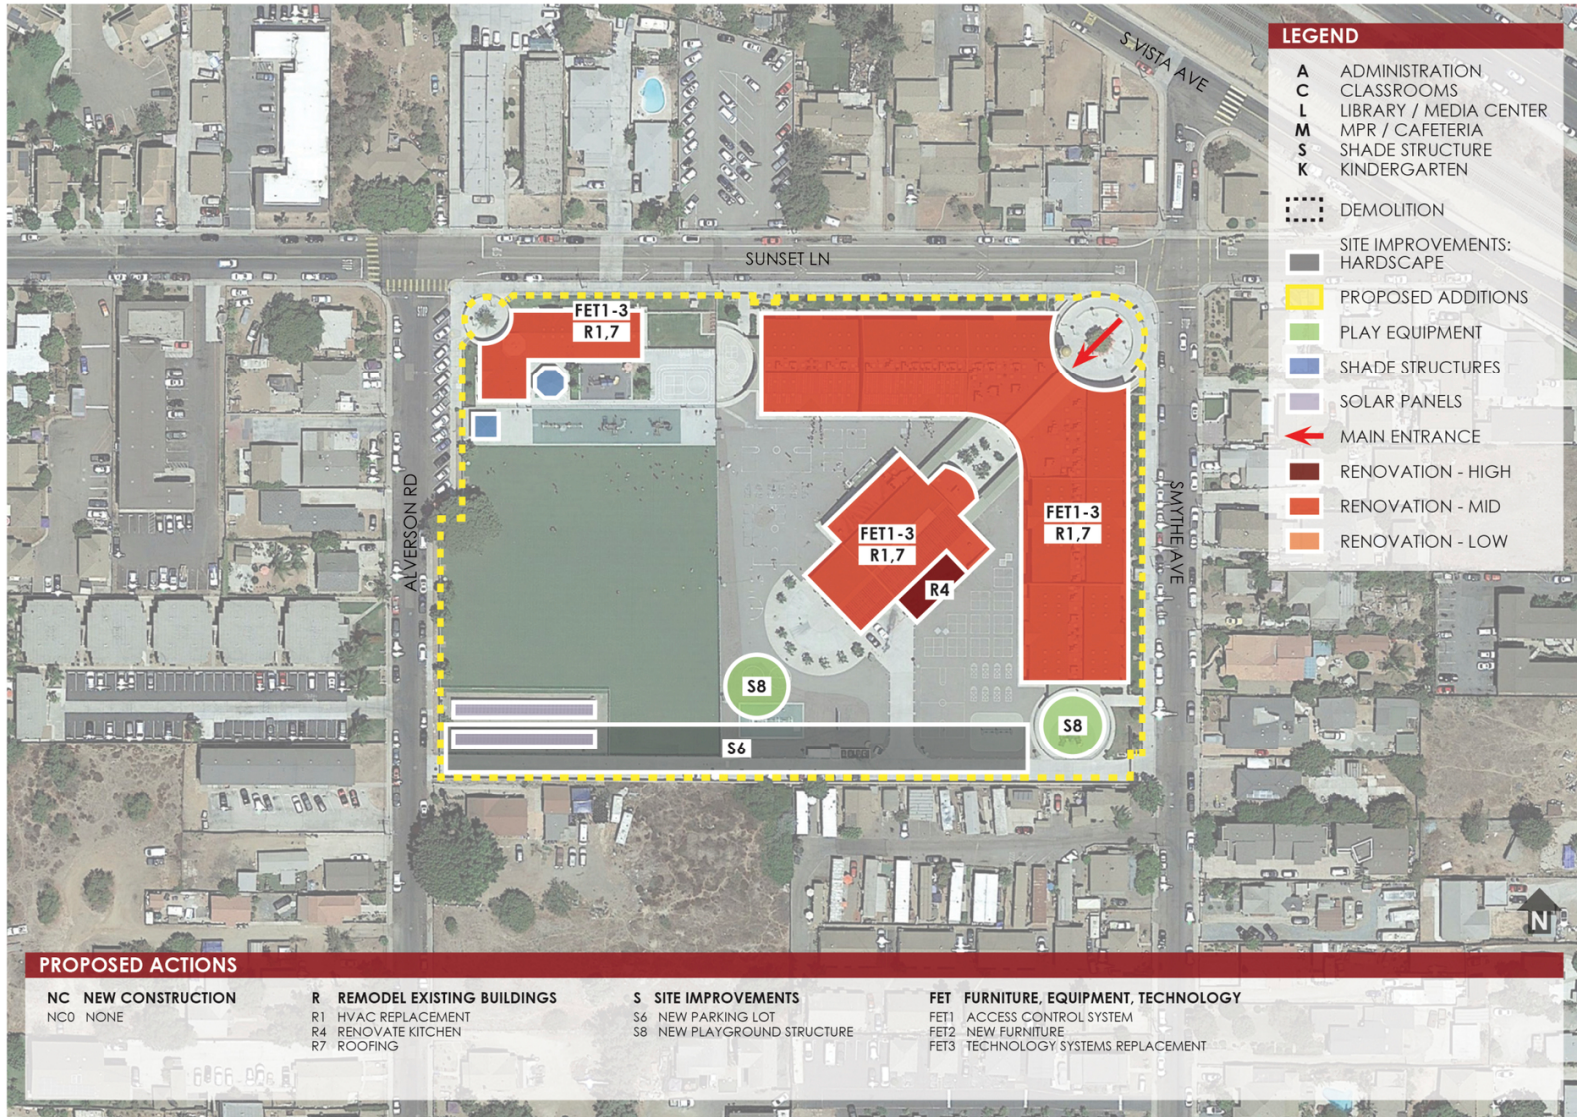 S VISTA AVE
SUNSET LN
ALVERSON RD
SMYTHE AVE
FET1-3
R1,7
FET1-3
R1,7
FET1-3
R1,7
R4
S8
S8
S6
LEGEND
A ADMINISTRATION
C CLASSROOMS
L LIBRARY / MEDIA CENTER
M MPR / CAFETERIA
S SHADE STRUCTURE
K KINDERGARTEN
DEMOLITION
SITE IMPROVEMENTS:
HARDSCAPE
PROPOSED ADDITIONS
PLAY EQUIPMENT
SHADE STRUCTURES
SOLAR PANELS
MAIN ENTRANCE
RENOVATION - HIGH
RENOVATION - MID
RENOVATION - LOW
N
PROPOSED ACTIONS
NC NEW CONSTRUCTION
NC0 NONE
R REMODEL EXISTING BUILDINGS
R1 HVAC REPLACEMENT
R4 RENOVATE KITCHEN
R7 ROOFING
S SITE IMPROVEMENTS
S6 NEW PARKING LOT
S8 NEW PLAYGROUND STRUCTURE
FET FURNITURE, EQUIPMENT, TECHNOLOGY
FET1 ACCESS CONTROL SYSTEM
FET2 NEW FURNITURE
FET3 TECHNOLOGY SYSTEMS REPLACEMENT